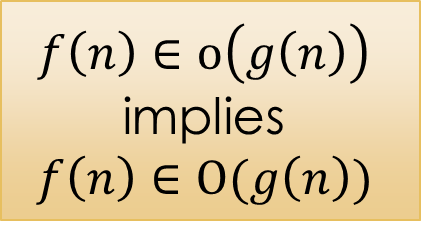 f(n) ∈ o(g(n))
implies
f(n) ∈ O(g(n))